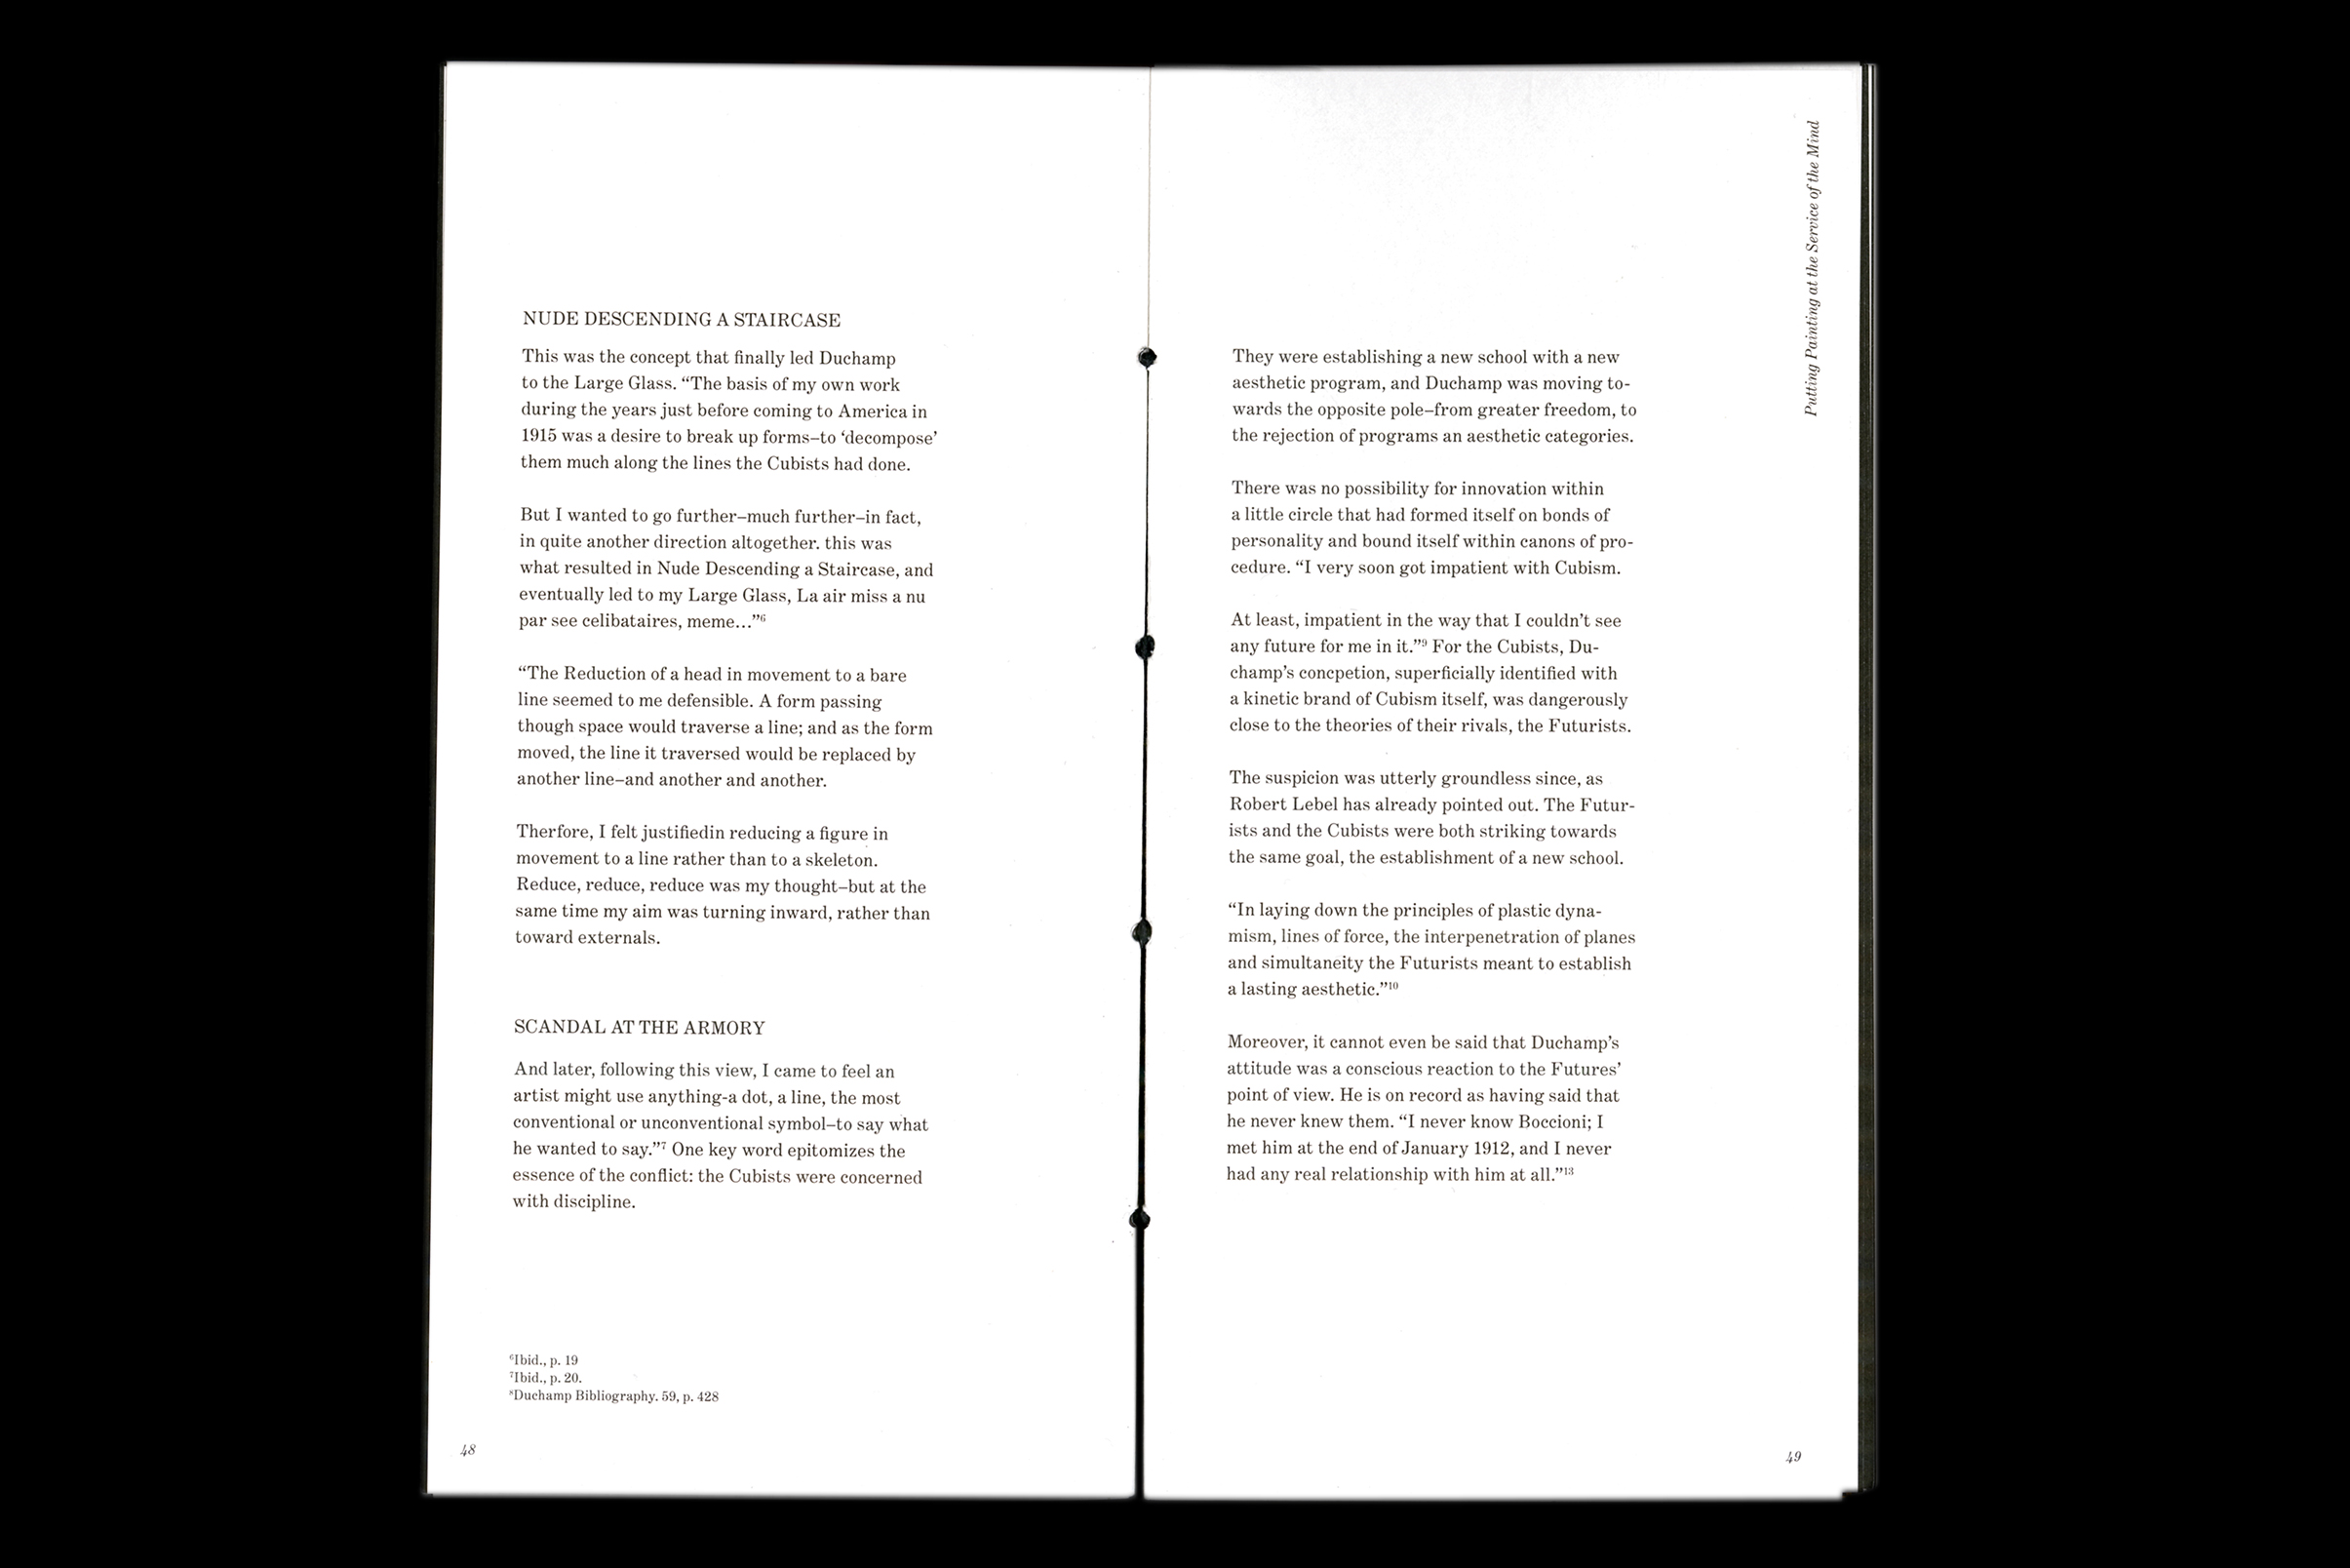 NUDE DESCENDING A STAIRCASE
This was the concept that finally led Duchamp
to the Large Glass. “The basis of my own work
during the years just before coming to America in
1915 was a desire to break up forms–to ‘decompose’
them much along the lines the Cubists had done.
But I wanted to go further–much further–in fact,
in quite another direction altogether. this was
what resulted in Nude Descending a Staircase, and
eventually led to my Large Glass, La air miss a nu
par see celibataires, meme...”⁶
“The Reduction of a head in movement to a bare
line seemed to me defensible. A form passing
though space would traverse a line; and as the form
moved, the line it traversed would be replaced by
another line–and another and another.
Therfore, I felt justifiedin reducing a figure in
movement to a line rather than to a skeleton.
Reduce, reduce, reduce was my thought–but at the
same time my aim was turning inward, rather than
toward externals.
SCANDAL AT THE ARMORY
And later, following this view, I came to feel an
artist might use anything-a dot, a line, the most
conventional or unconventional symbol–to say what
he wanted to say.”⁷ One key word epitomizes the
essence of the conflict: the Cubists were concerned
with discipline.
⁶Ibid., p. 19
⁷Ibid., p. 20.
⁸Duchamp Bibliography. 59, p. 428
48
Putting Painting at the Service of the Mind
They were establishing a new school with a new
aesthetic program, and Duchamp was moving to-
wards the opposite pole–from greater freedom, to
the rejection of programs an aesthetic categories.
There was no possibility for innovation within
a little circle that had formed itself on bonds of
personality and bound itself within canons of pro-
cedure. “I very soon got impatient with Cubism.
At least, impatient in the way that I couldn’t see
any future for me in it.”⁹ For the Cubists, Du-
champ’s concpetion, superficially identified with
a kinetic brand of Cubism itself, was dangerously
close to the theories of their rivals, the Futurists.
The suspicion was utterly groundless since, as
Robert Lebel has already pointed out. The Futur-
ists and the Cubists were both striking towards
the same goal, the establishment of a new school.
“In laying down the principles of plastic dyna-
mism, lines of force, the interpenetration of planes
and simultaneity the Futurists meant to establish
a lasting aesthetic.”¹⁰
Moreover, it cannot even be said that Duchamp’s
attitude was a conscious reaction to the Futures’
point of view. He is on record as having said that
he never knew them. “I never know Boccioni; I
met him at the end of January 1912, and I never
had any real relationship with him at all.”¹³
49